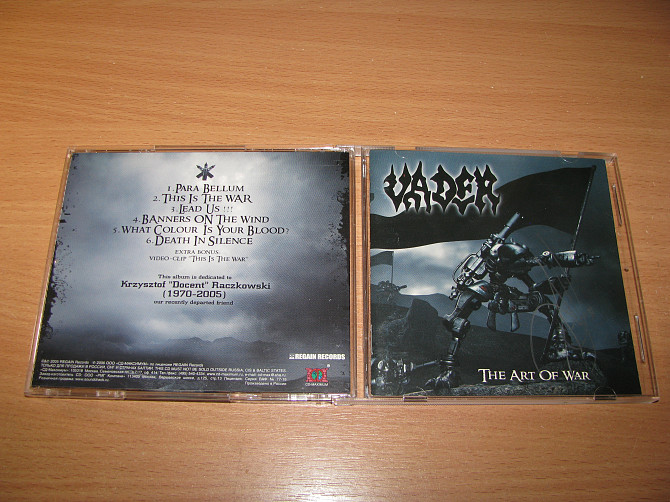 1. PARA BELLUM
2. THIS IS THE WAR
3. LEAD US !!!
4. BANNERS ON THE WIND
5. WHAT COLOUR IS YOUR BLOOD?
6. DEATH IN SILENCE
EXTRA BONUS:
VIDEO-CLIP "THIS IS THE WAR"
This album is dedicated to
Krzysztof "Docent" Raczkowski
(1970-2005)
our recently departed friend
REGAIN RECORDS
CD-MAXIMUM
VADER
THE ART OF WAR